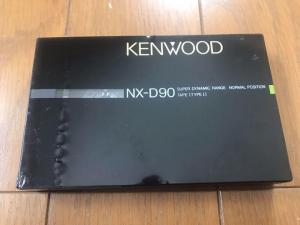 KENWOOD
NX-D90 SUPER DYNAMIC RANGE NORMAL POSITION
TAPE [TYPE I]